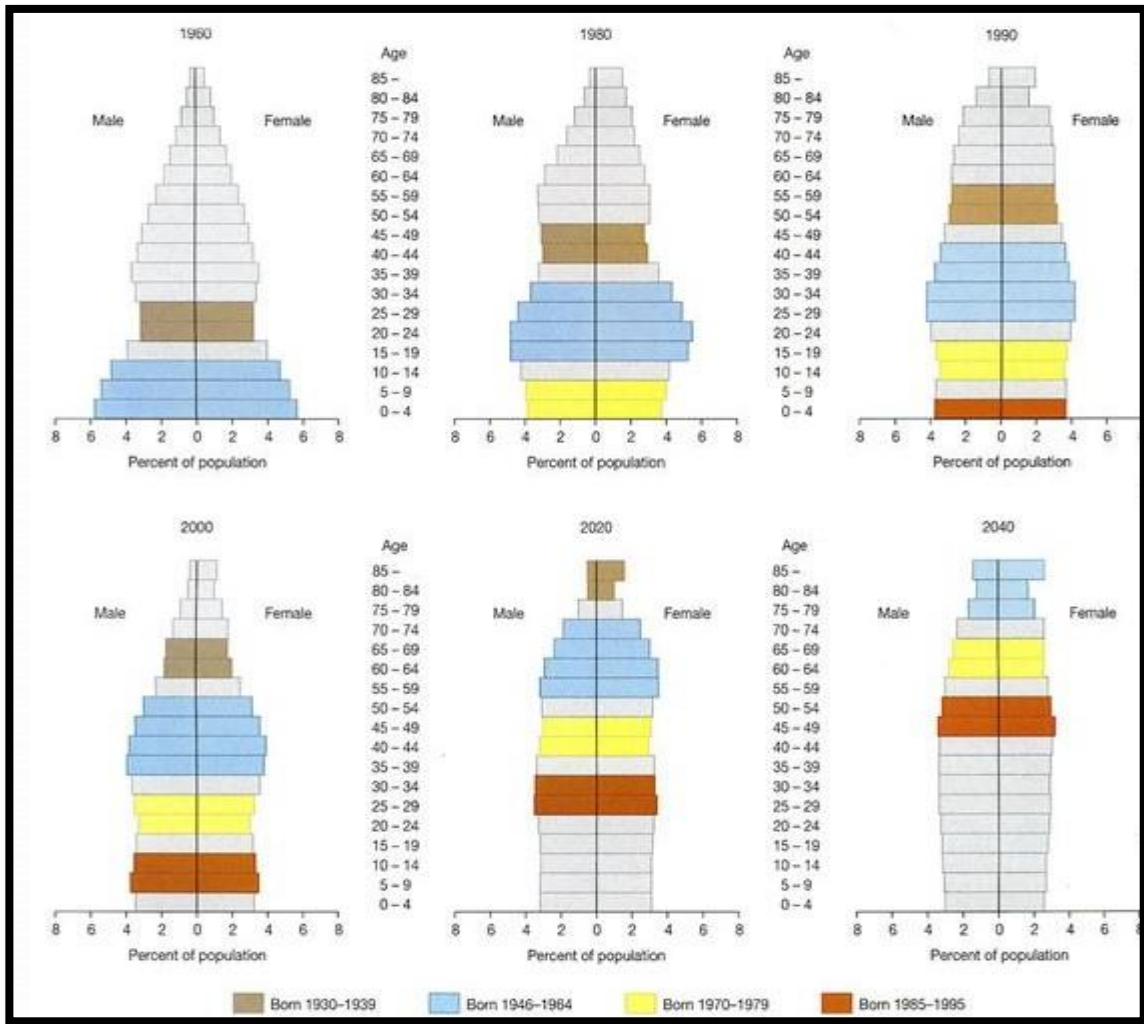 1960
1980
1990
Age
Age
85 –
80 – 84
75 – 79
70 – 74
65 – 69
60 – 64
55 – 59
50 – 54
45 – 49
40 – 44
35 – 39
30 – 34
25 – 29
20 – 24
15 – 19
10 – 14
5 – 9
0 – 4
85 –
80 – 84
75 – 79
70 – 74
65 – 69
60 – 64
55 – 59
50 – 54
45 – 49
40 – 44
35 – 39
30 – 34
25 – 29
20 – 24
15 – 19
10 – 14
5 – 9
0 – 4
Male Female
Male Female
Male Female
8 6 4 2 0 2 4 6 8
8 6 4 2 0 2 4 6 8
8 6 4 2 0 2 4 6 8
Percent of population
Percent of population
Percent of population
2000
2020
2040
Age
Age
85 –
80 – 84
75 – 79
70 – 74
65 – 69
60 – 64
55 – 59
50 – 54
45 – 49
40 – 44
35 – 39
30 – 34
25 – 29
20 – 24
15 – 19
10 – 14
5 – 9
0 – 4
85 –
80 – 84
75 – 79
70 – 74
65 – 69
60 – 64
55 – 59
50 – 54
45 – 49
40 – 44
35 – 39
30 – 34
25 – 29
20 – 24
15 – 19
10 – 14
5 – 9
0 – 4
Male Female
Male Female
Male Female
8 6 4 2 0 2 4 6 8
8 6 4 2 0 2 4 6 8
8 6 4 2 0 2 4 6 8
Percent of population
Percent of population
Percent of population
Born 1930–1939 Born 1946–1964 Born 1970–1979 Born 1985–1995